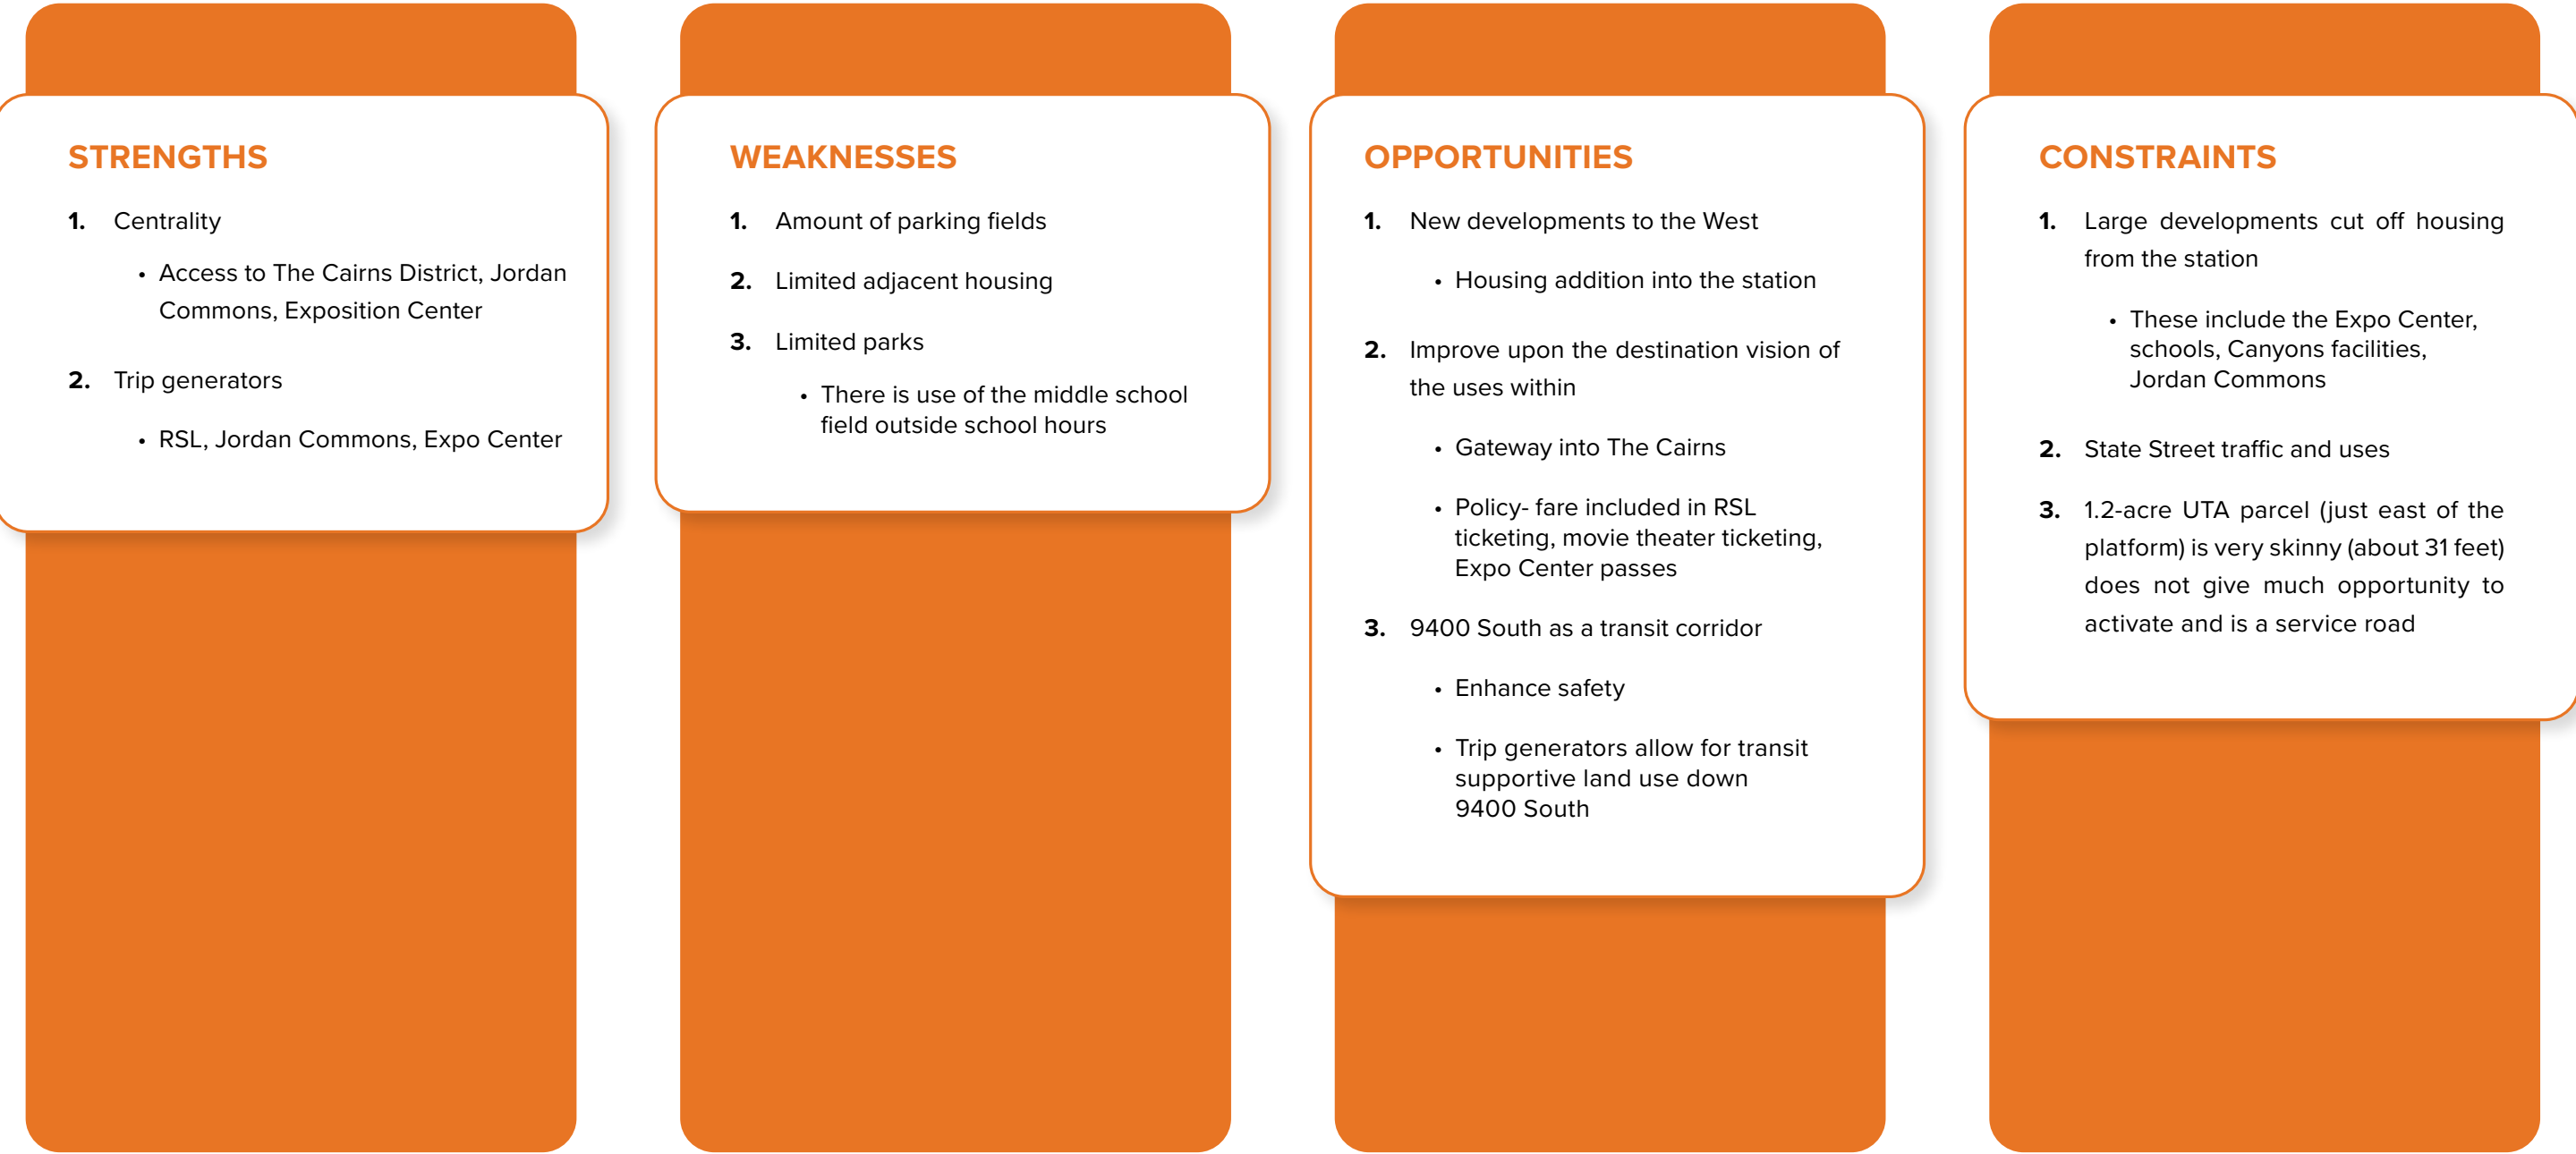 STRENGTHS
1. Centrality
• Access to The Cairns District, Jordan
Commons, Exposition Center
2. Trip generators
• RSL, Jordan Commons, Expo Center
WEAKNESSES
1. Amount of parking fields
2. Limited adjacent housing
3. Limited parks
• There is use of the middle school
field outside school hours
OPPORTUNITIES
1. New developments to the West
• Housing addition into the station
2. Improve upon the destination vision of
the uses within
• Gateway into The Cairns
• Policy- fare included in RSL
ticketing, movie theater ticketing,
Expo Center passes
3. 9400 South as a transit corridor
• Enhance safety
• Trip generators allow for transit
supportive land use down
9400 South
CONSTRAINTS
1. Large developments cut off housing
from the station
• These include the Expo Center,
schools, Canyons facilities,
Jordan Commons
2. State Street traffic and uses
3. 1.2-acre UTA parcel (just east of the
platform) is very skinny (about 31 feet)
does not give much opportunity to
activate and is a service road